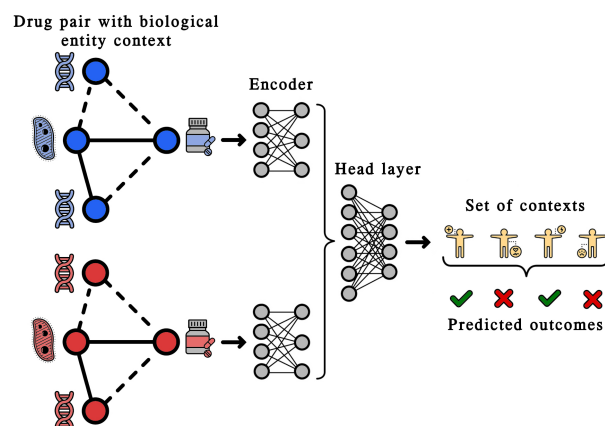 Drug pair with biological
entity context
Encoder
Head layer
Set of contexts
Predicted outcomes